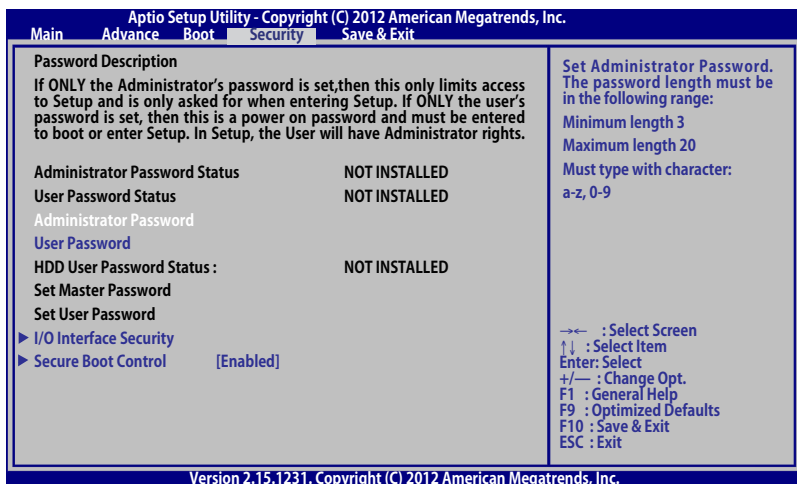 Aptio Setup Utility - Copyright (C) 2012 American Megatrends, Inc.
Main Advance Boot Security Save & Exit
Password Description
If ONLY the Administrator's password is set,then this only limits access
to Setup and is only asked for when entering Setup. If ONLY the user's
password is set, then this is a power on password and must be entered
to boot or enter Setup. In Setup, the User will have Administrator rights.
Administrator Password Status NOT INSTALLED
User Password Status NOT INSTALLED
Administrator Password
User Password
HDD User Password Status : NOT INSTALLED
Set Master Password
Set User Password
I/O Interface Security
Secure Boot Control [Enabled]
Set Administrator Password.
The password length must be
in the following range:
Minimum length 3
Maximum length 20
Must type with character:
a-z, 0-9
→← : Select Screen
↑↓ : Select Item
Enter: Select
+/— : Change Opt.
F1 : General Help
F9 : Optimized Defaults
F10 : Save & Exit
ESC : Exit
Version 2.15.1231. Copyright (C) 2012 American Megatrends, Inc.